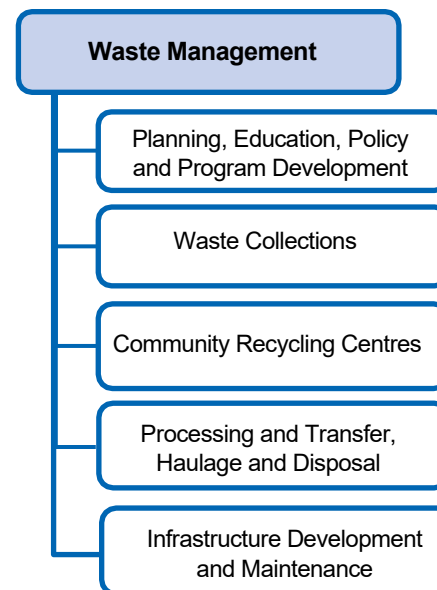 Waste Management
Planning, Education, Policy
and Program Development
Waste Collections
Community Recycling Centres
Processing and Transfer,
Haulage and Disposal
Infrastructure Development
and Maintenance